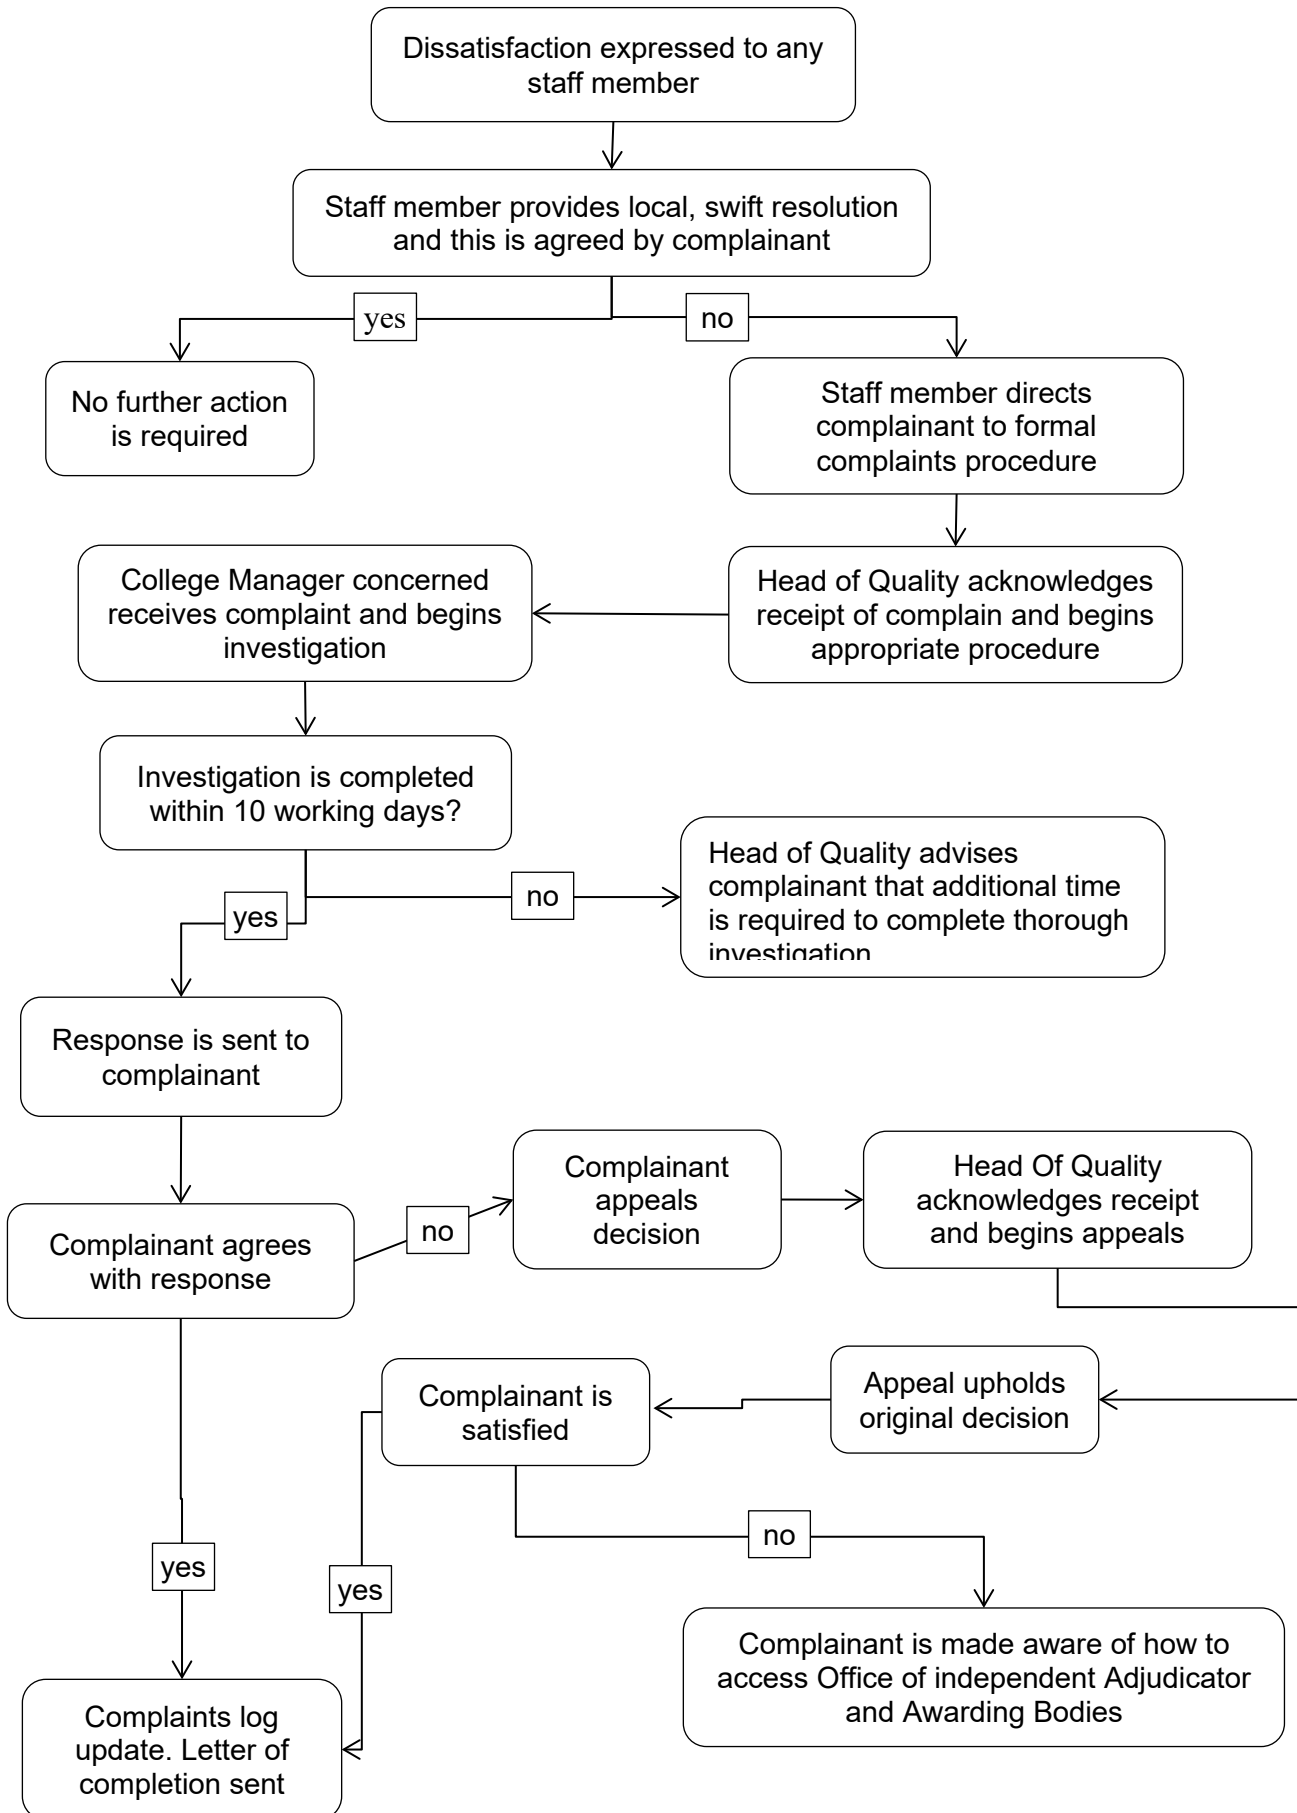 Dissatisfaction expressed to any
staff member
Staff member provides local, swift resolution
and this is agreed by complainant
yes
no
No further action
is required
Staff member directs
complainant to formal
complaints procedure
College Manager concerned
receives complaint and begins
investigation
Head of Quality acknowledges
receipt of complain and begins
appropriate procedure
Investigation is completed
within 10 working days?
Head of Quality advises
complainant that additional time
is required to complete thorough
investigation
no
yes
Response is sent to
complainant
Complainant
appeals
decision
Head Of Quality
acknowledges receipt
and begins appeals
no
Complainant agrees
with response
Appeal upholds
original decision
Complainant is
satisfied
no
yes
yes
Complainant is made aware of how to
access Office of independent Adjudicator
and Awarding Bodies
Complaints log
update. Letter of
completion sent